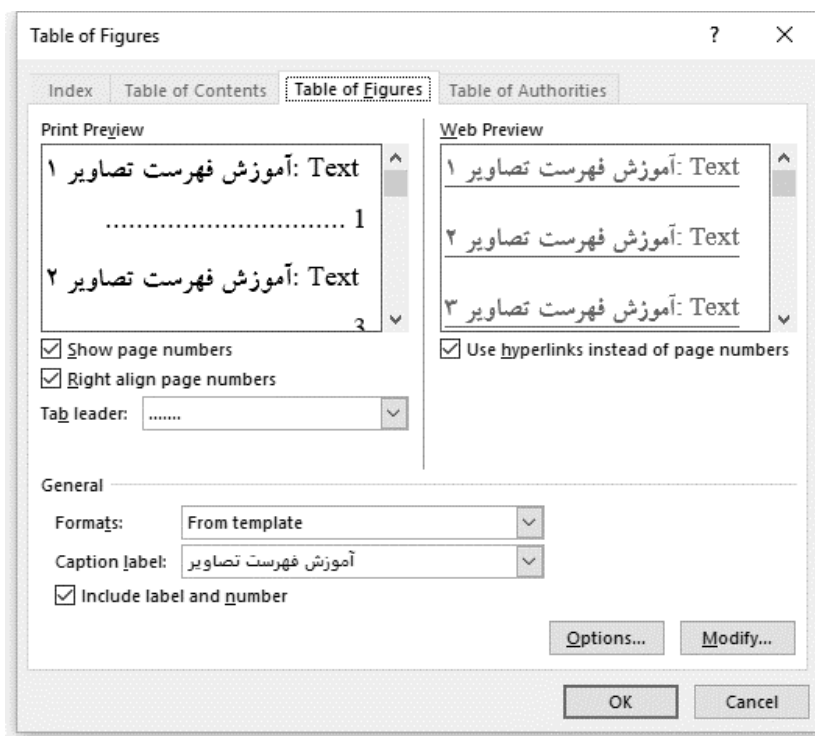 Table of Figures ? ×
Index Table of Contents Table of Figures Table of Authorities
Print Preview
آموزش فهرست تصاویر ۱: Text
.............................. 1
آموزش فهرست تصاویر ۲: Text
3
Show page numbers
Right align page numbers
Tab leader: .......
Web Preview
آموزش فهرست تصاویر ۱: Text
آموزش فهرست تصاویر ۲: Text
آموزش فهرست تصاویر ۳: Text
Use hyperlinks instead of page numbers
General
Formats: From template
Caption label: آموزش فهرست تصاویر
Include label and number
Options... Modify...
OK Cancel